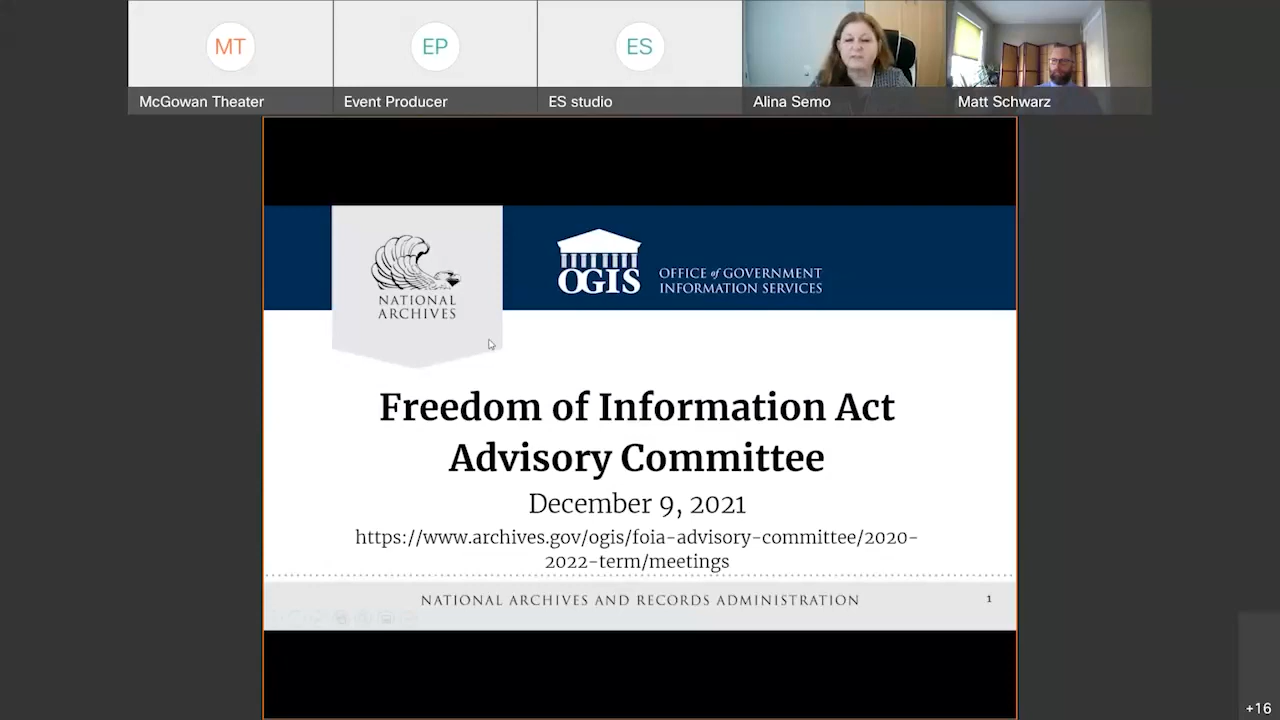 MT
EP
ES
McGowan Theater
Event Producer
ES studio
Alina Semo
Matt Schwarz
NATIONAL
ARCHIVES
OGIS
OFFICE of GOVERNMENT
INFORMATION SERVICES
Freedom of Information Act
Advisory Committee
December 9, 2021
https://www.archives.gov/ogis/foia-advisory-committee/2020-
2022-term/meetings
NATIONAL ARCHIVES AND RECORDS ADMINISTRATION
1
+16